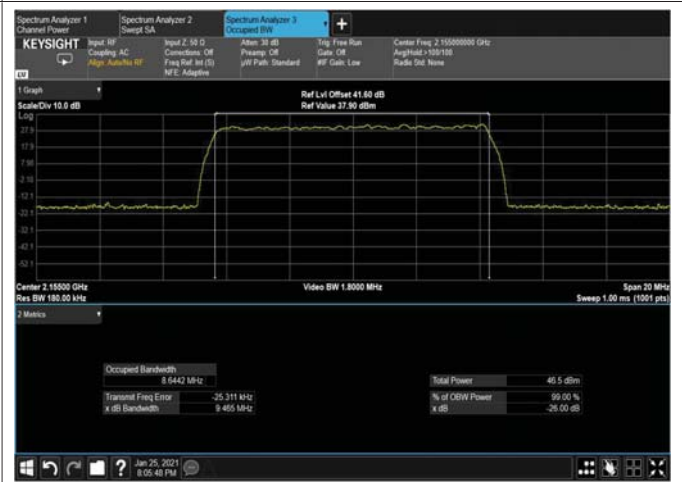 Spectrum Analyzer 1 Spectrum Analyzer 2 Spectrum Analyzer 3
Channel Power Swept SA Occupied BW +
KEYSIGHT Input: RF Input Z: 50 Ω Atten: 30 dB Trig: Free Run Center Freq: 2.155000000 GHz
Coupling: AC Corrections: Off Preamp: Off Gate: Off Avg|Hold:>100/100
Align: Auto/No RF Freq Ref: Int (S) µW Path: Standard #IF Gain: Low Radio Std: None
NFE: Adaptive
LV
1 Graph
Ref Lvl Offset 41.60 dB
Scale/Div 10.0 dB Ref Value 37.90 dBm
Log
27.9
17.9
7.90
-2.10
-12.1
-22.1
-32.1
-42.1
-52.1
Center 2.15500 GHz Video BW 1.8000 MHz Span 20 MHz
Res BW 180.00 kHz Sweep 1.00 ms (1001 pts)
2 Metrics
Occupied Bandwidth
8.6442 MHz Total Power 46.5 dBm
Transmit Freq Error -25.311 kHz % of OBW Power 99.00 %
x dB Bandwidth 9.465 MHz x dB -26.00 dB
? Jan 25, 2021
8:05:48 PM